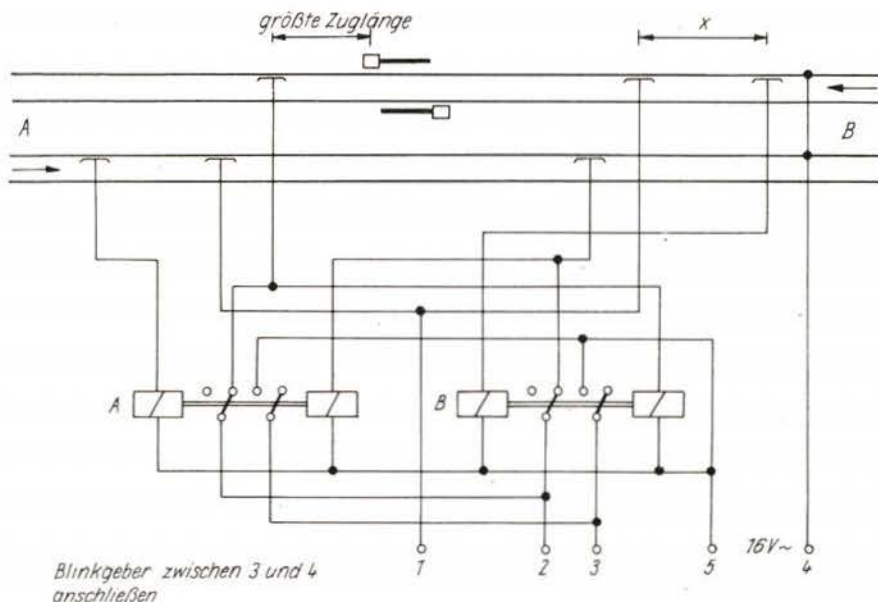 größte Zuglänge
x
A
B
A
B
1
2
3
5
16V~
4
Blinkgeber zwischen 3 und 4
anschließen